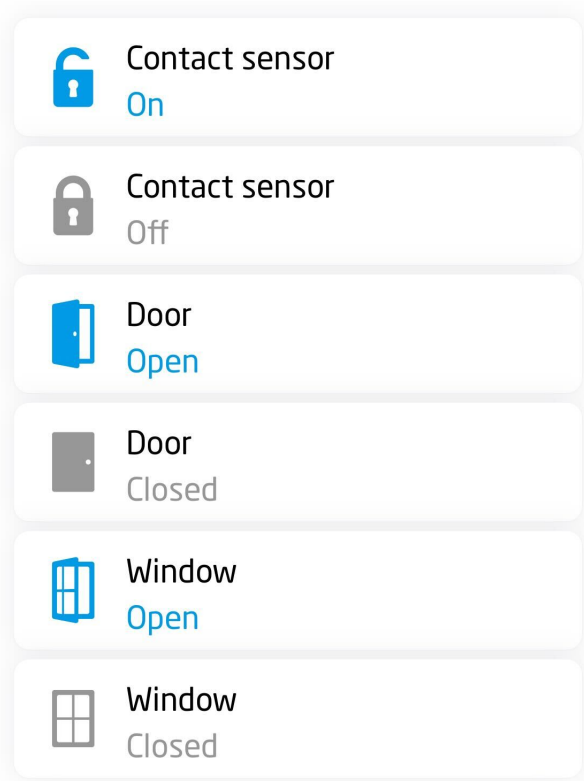 Contact sensor
On
Contact sensor
Off
Door
Open
Door
Closed
Window
Open
Window
Closed